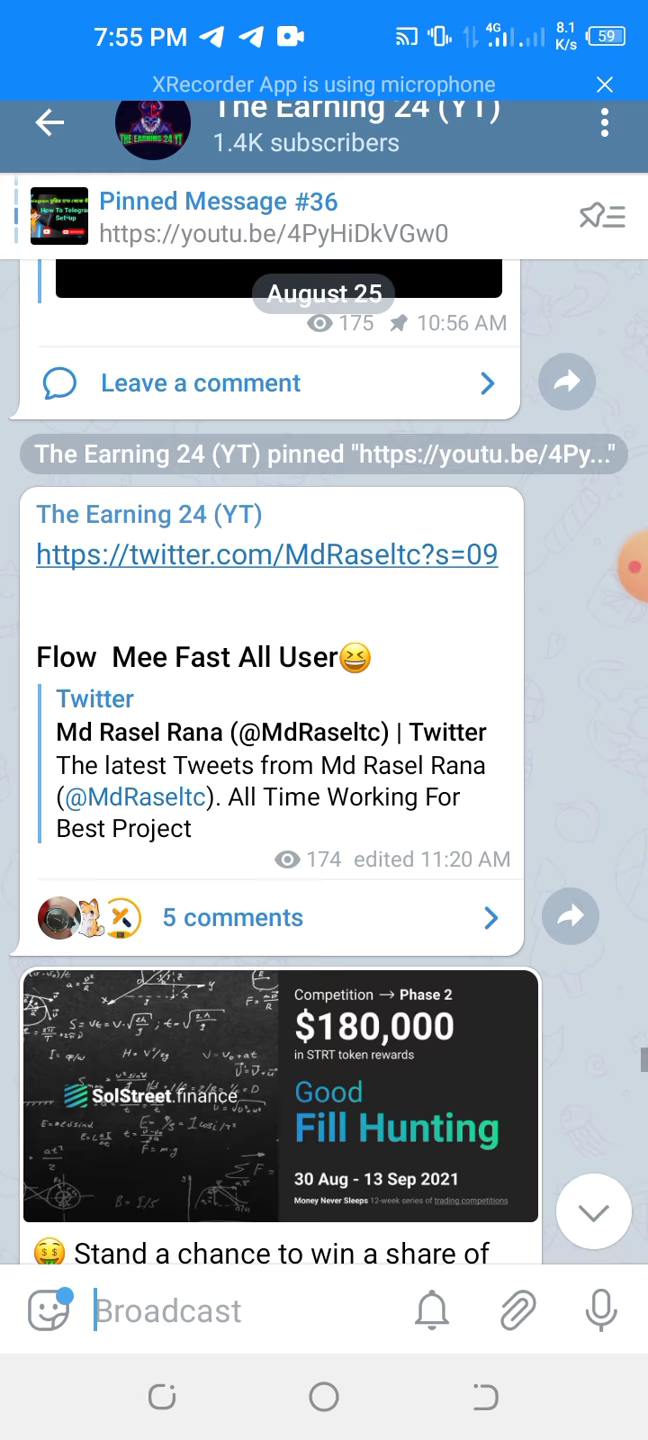 7:55 PM
4G
8.1
K/s
59
XRecorder App is using microphone
The Earning 24 (YT)
1.4K subscribers
THE EARNING 24 YT
Pinned Message #36
https://youtu.be/4PyHiDkVGw0
August 25
175 10:56 AM
Leave a comment
The Earning 24 (YT) pinned "https://youtu.be/4Py..."
The Earning 24 (YT)
https://twitter.com/MdRaseltc?s=09
Flow Mee Fast All User😆
Twitter
Md Rasel Rana (@MdRaseltc) | Twitter
The latest Tweets from Md Rasel Rana
(@MdRaseltc). All Time Working For
Best Project
174 edited 11:20 AM
5 comments
SolStreet.finance
Competition → Phase 2
$180,000
in STRT token rewards
Good
Fill Hunting
30 Aug - 13 Sep 2021
Money Never Sleeps 12-week series of trading competitions
🤑 Stand a chance to win a share of
Broadcast